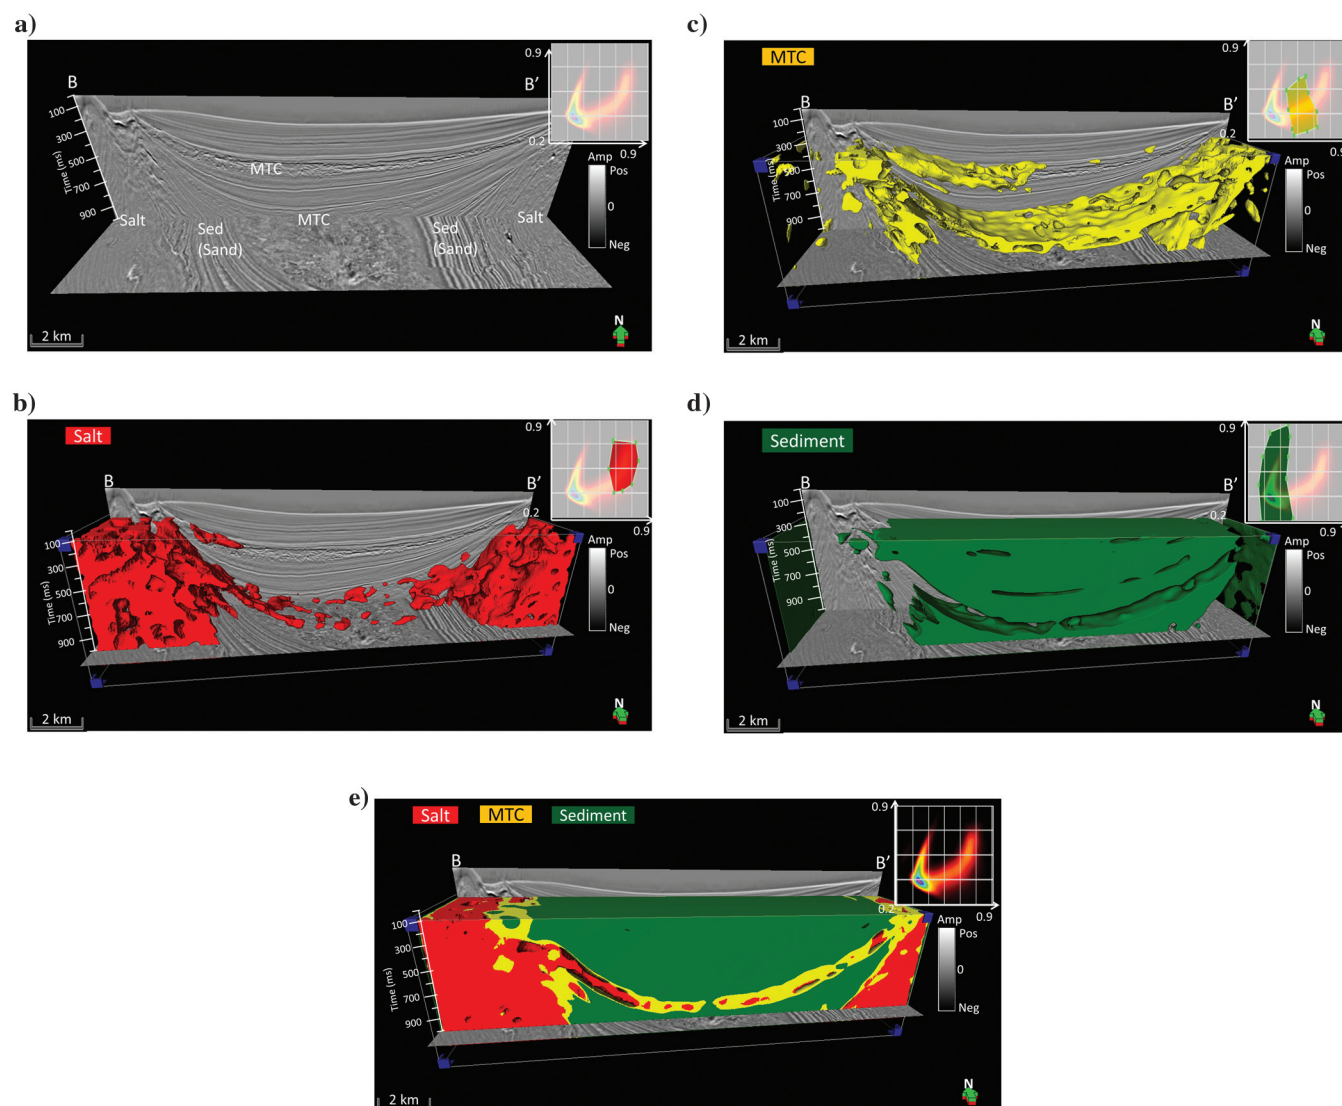 a)
0.9
B
B’
100
300
500
700
900
Time (ms)
0.2
0.9
Amp
Pos
0
Neg
MTC
Salt
Sed
(Sand)
MTC
Sed
(Sand)
Salt
2 km
N
c)
MTC
0.9
B
B’
100
300
500
700
900
Time (ms)
0.2
0.9
Amp
Pos
0
Neg
2 km
N
b)
Salt
0.9
B
B’
100
300
500
700
900
Time (ms)
0.2
0.9
Amp
Pos
0
Neg
2 km
N
d)
Sediment
0.9
B
B’
100
300
500
700
900
Time (ms)
0.2
0.9
Amp
Pos
0
Neg
2 km
N
e)
Salt
MTC
Sediment
0.9
B
B’
100
300
500
700
900
Time (ms)
0.2
0.9
Amp
Pos
0
Neg
2 km
N